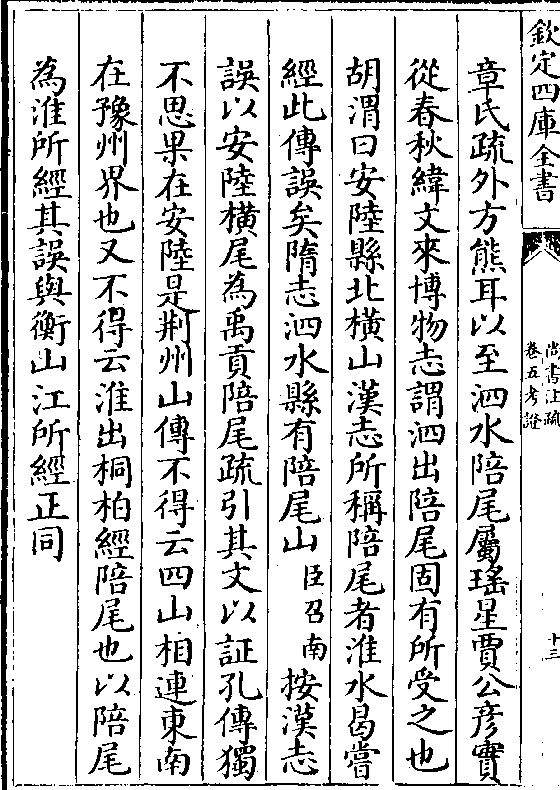 欽定四庫全書
尚書注疏
卷五考證
十三
章氏疏外方熊耳以至泗水陪尾屬瑤星賈公彥實
從春秋緯文來博物志謂泗出陪尾固有所受之也
胡渭曰安陸縣北橫山漢志所稱陪尾者淮水曷嘗
經此傳誤矣隋志泗水縣有陪尾山臣召南按漢志
誤以安陸橫尾為禹貢陪尾疏引其文以証孔傳獨
不思果在安陸是荆州山傳不得云四山相連東南
在豫州界也又不得云淮出桐柏經陪尾也以陪尾
為淮所經其誤與衡山江所經正同